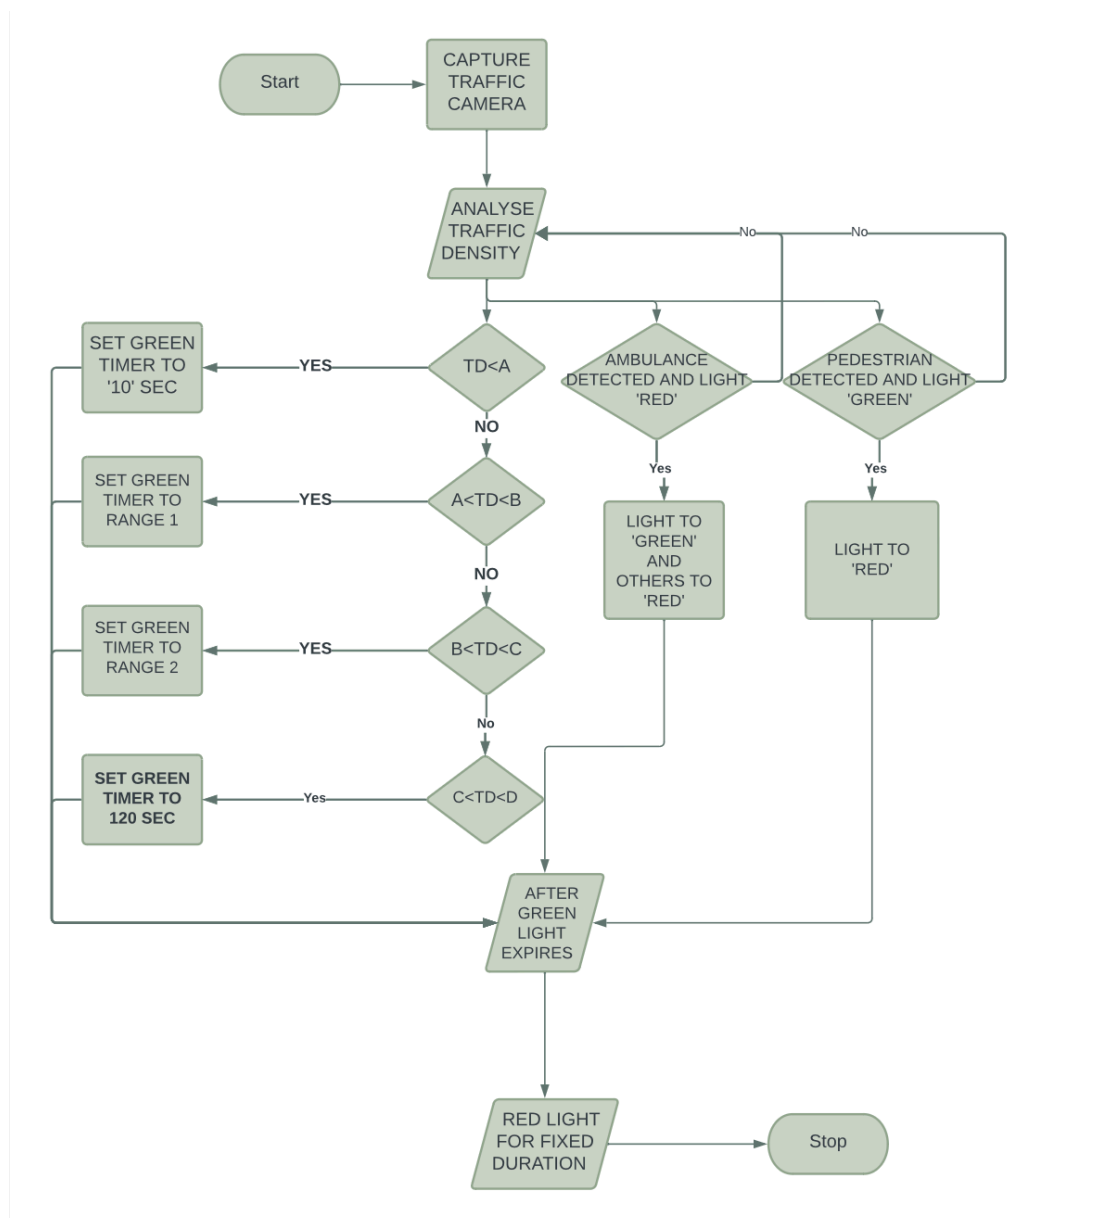 Start
CAPTURE
TRAFFIC
CAMERA
ANALYSE
TRAFFIC
DENSITY
No
No
SET GREEN
TIMER TO
'10' SEC
YES
TD<A
AMBULANCE
DETECTED AND LIGHT
'RED'
PEDESTRIAN
DETECTED AND LIGHT
'GREEN'
NO
Yes
Yes
SET GREEN
TIMER TO
RANGE 1
YES
A<TD<B
LIGHT TO
'GREEN'
AND
OTHERS TO
'RED'
LIGHT TO
'RED'
NO
SET GREEN
TIMER TO
RANGE 2
YES
B<TD<C
No
SET GREEN
TIMER TO
120 SEC
Yes
C<TD<D
AFTER
GREEN
LIGHT
EXPIRES
RED LIGHT
FOR FIXED
DURATION
Stop